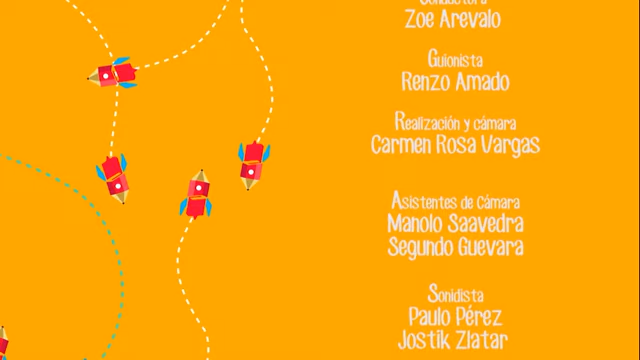 Conductora
Zoe Arevalo
Guionista
Renzo Amado
Realización y cámara
Carmen Rosa Vargas
Asistentes de Cámara
Manolo Saavedra
Segundo Guevara
Sonidista
Paulo Pérez
Jostik Zlatar